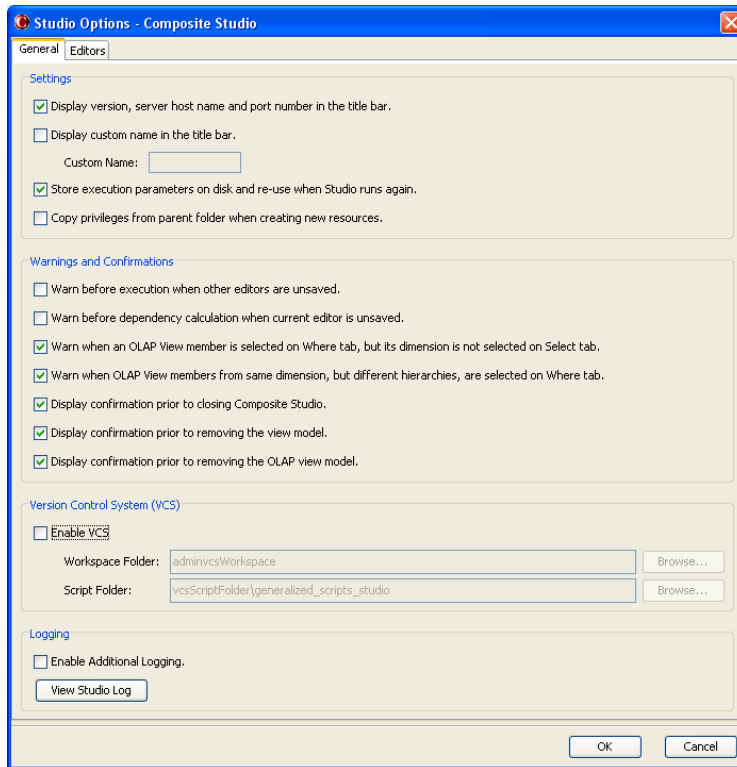 Studio Options - Composite Studio
General Editors
Settings
Display version, server host name and port number in the title bar.
Display custom name in the title bar.
Custom Name:
Store execution parameters on disk and re-use when Studio runs again.
Copy privileges from parent folder when creating new resources.
Warnings and Confirmations
Warn before execution when other editors are unsaved.
Warn before dependency calculation when current editor is unsaved.
Warn when an OLAP View member is selected on Where tab, but its dimension is not selected on Select tab.
Warn when OLAP View members from same dimension, but different hierarchies, are selected on Where tab.
Display confirmation prior to closing Composite Studio.
Display confirmation prior to removing the view model.
Display confirmation prior to removing the OLAP view model.
Version Control System (VCS)
Enable VCS
Workspace Folder: adminvcsWorkspace Browse...
Script Folder: vcsScriptFolder\generalized_scripts_studio Browse...
Logging
Enable Additional Logging.
View Studio Log
OK Cancel